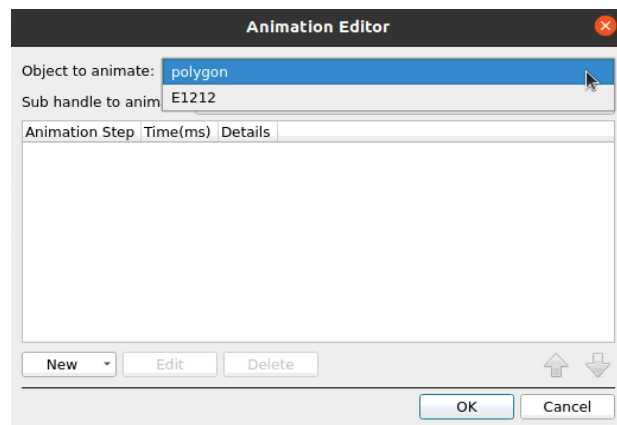 Animation Editor
Object to animate: polygon
Sub handle to anim E1212
Animation Step Time(ms) Details
New Edit Delete
OK Cancel